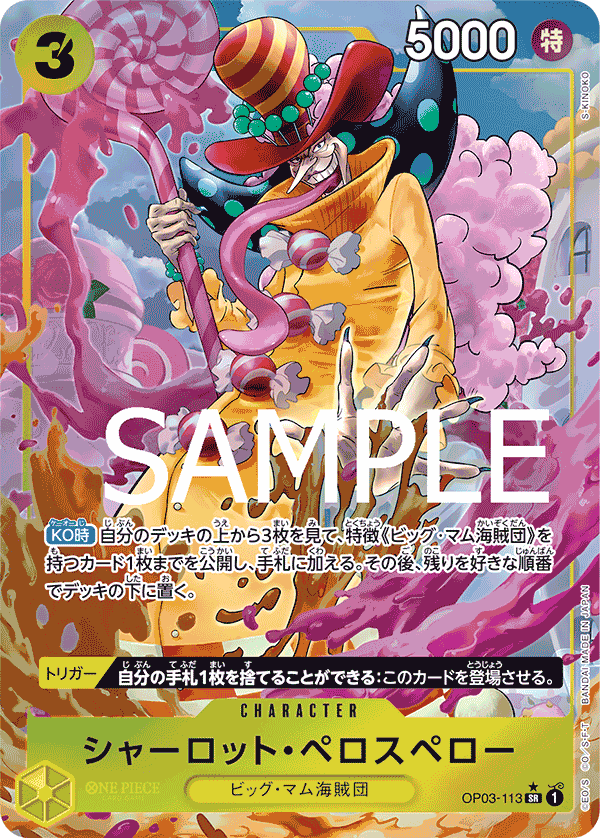 3
5000
特
S-KINOKO
SAMPLE
KO時 自分のデッキの上から3枚を見て、特徴《ビッグ・マム海賊団》を
持つカード1枚までを公開し、手札に加える。その後、残りを好きな順番
でデッキの下に置く。
トリガー 自分の手札1枚を捨てることができる:このカードを登場させる。
CHARACTER
シャーロット・ペロスペロー
ONE PIECE
CARD GAME
ビッグ・マム海賊団
OP03-113 ★ SR 1
©E.O/S ©O/S・F・T BANDAI MADE IN JAPAN